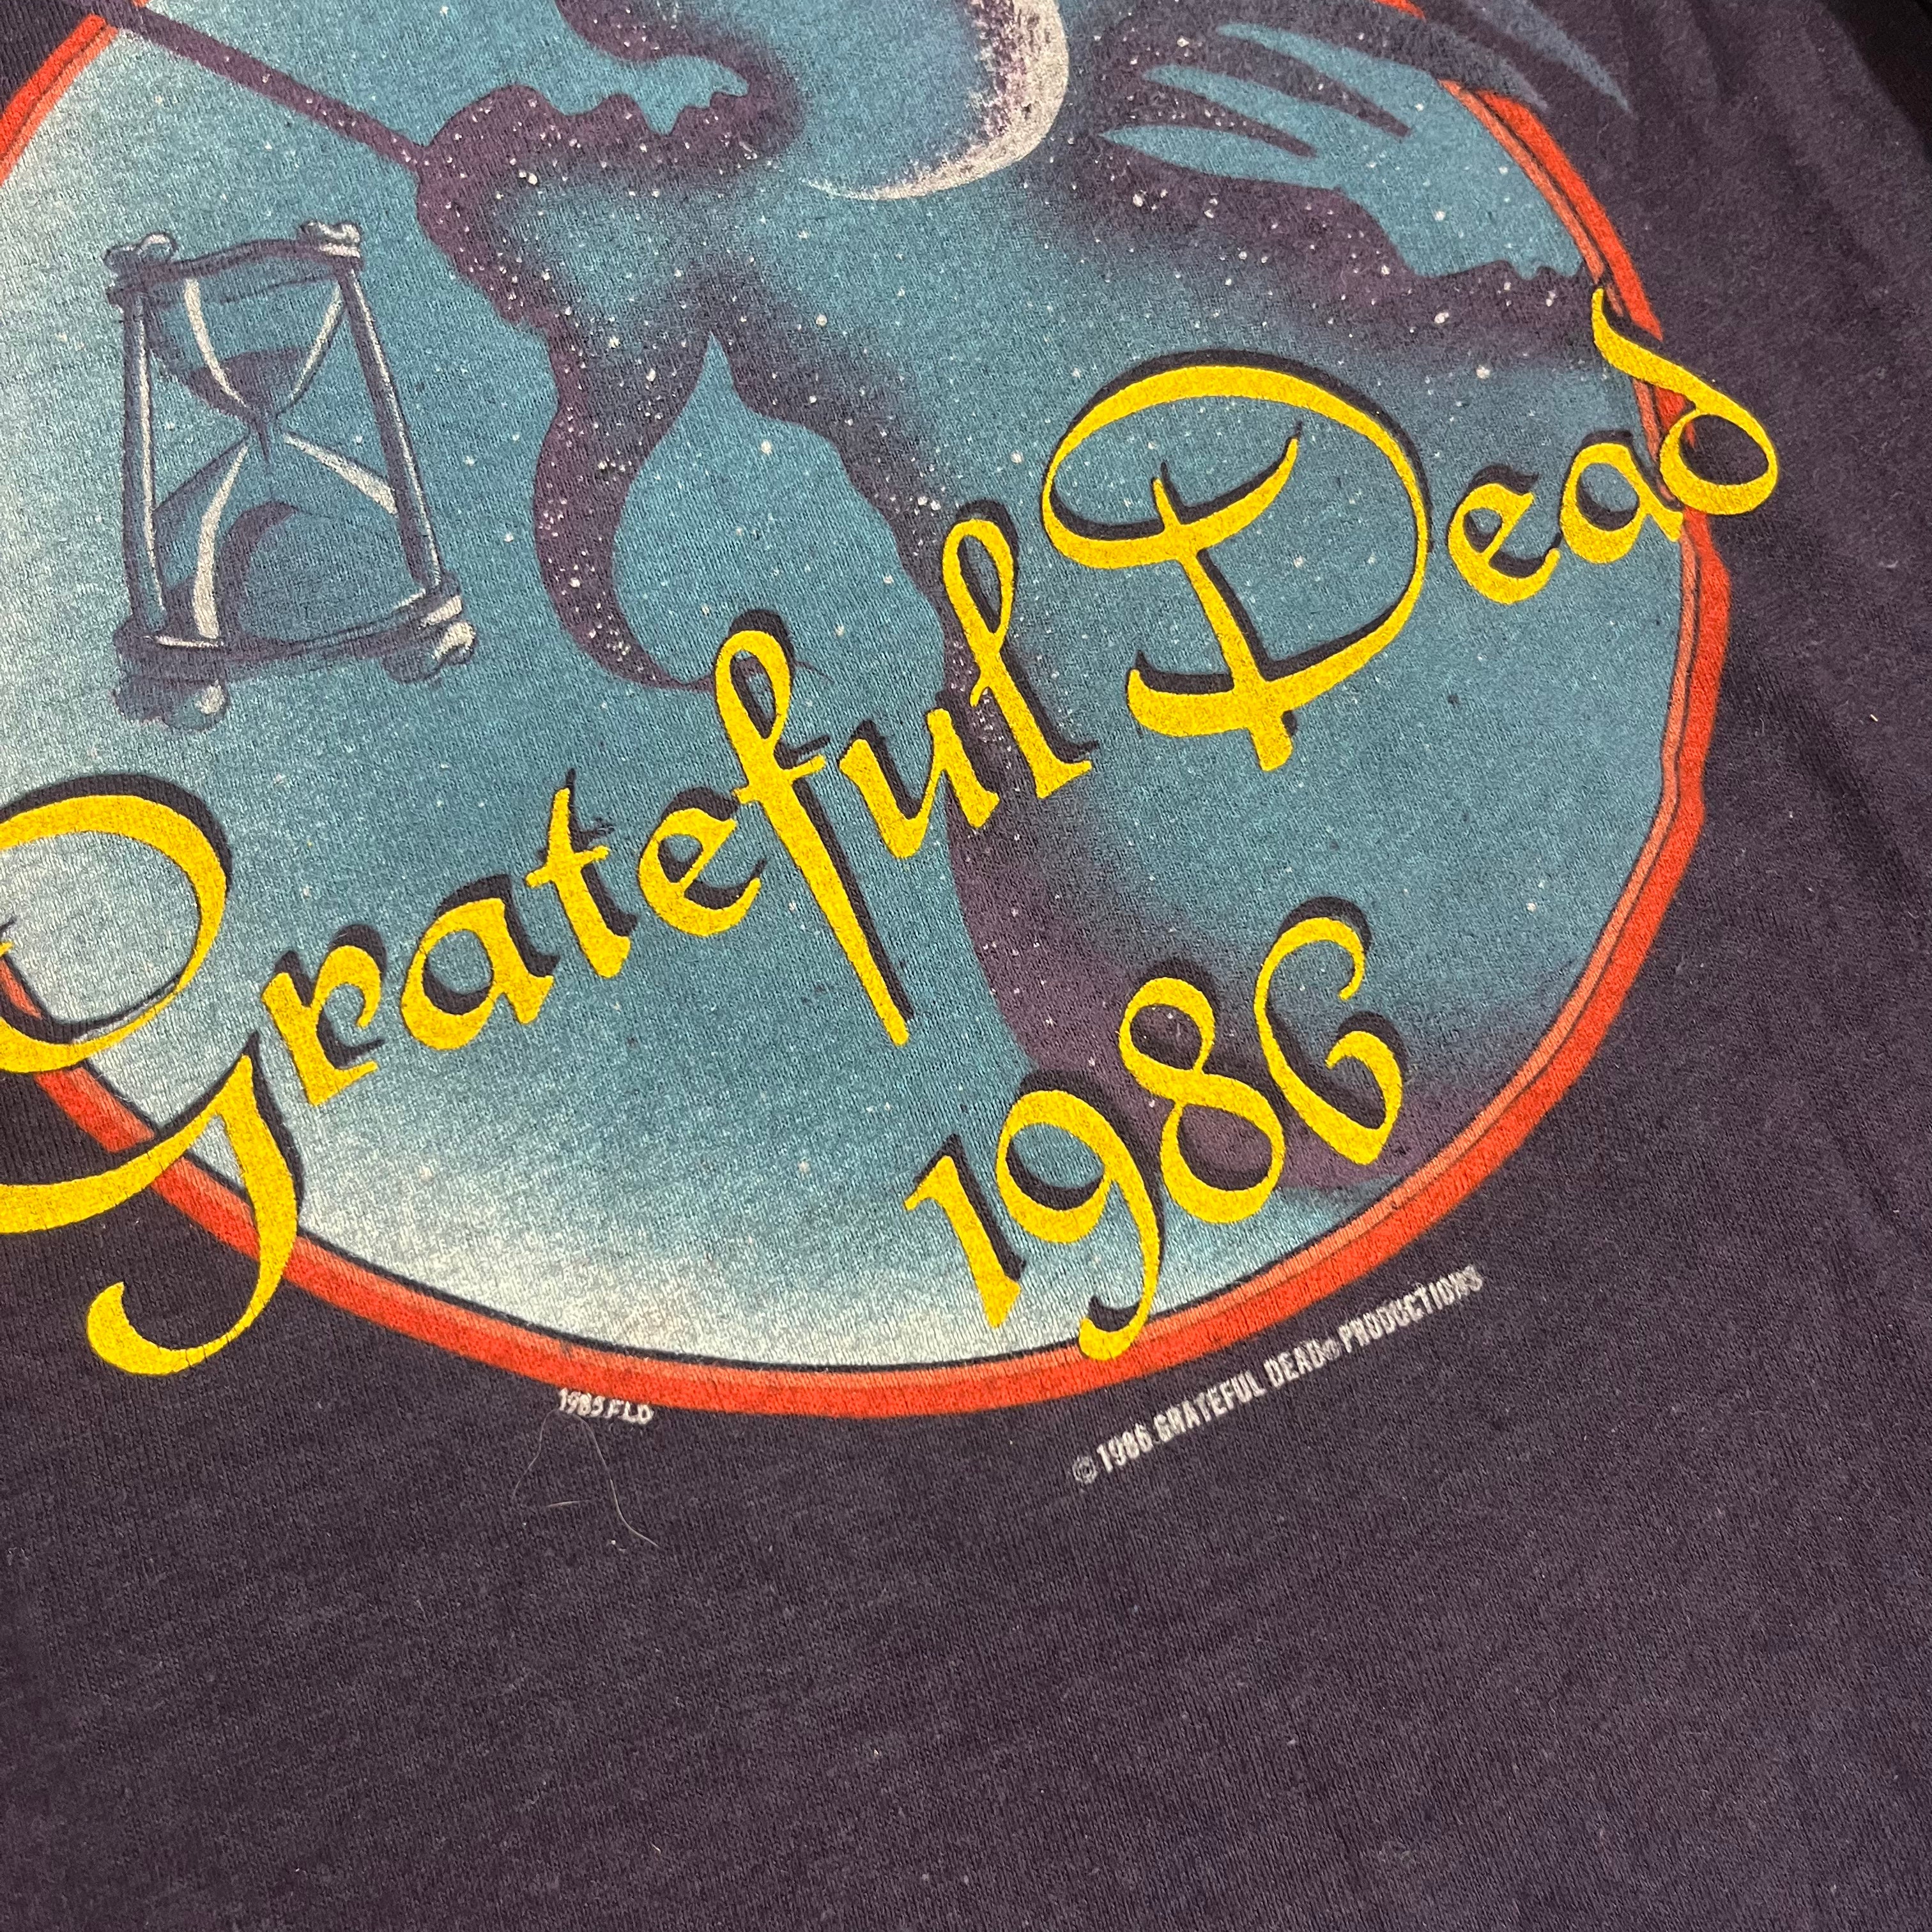 Grateful Dead
1986
1985 FLD
© 1986 GRATEFUL DEAD® PRODUCTIONS